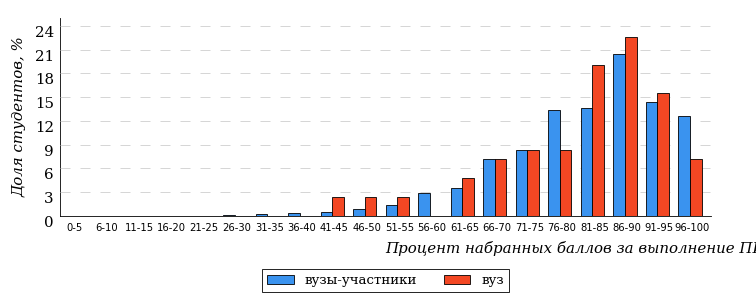 Доля студентов, %
24
21
18
15
12
9
6
3
0
0-5 6-10 11-15 16-20 21-25 26-30 31-35 36-40 41-45 46-50 51-55 56-60 61-65 66-70 71-75 76-80 81-85 86-90 91-95 96-100
Процент набранных баллов за выполнение
вузы-участники вуз